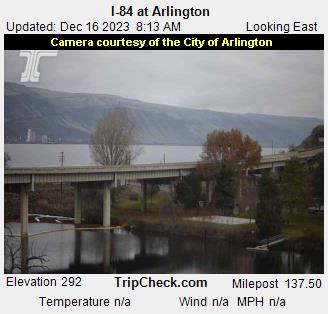 I-84 at Arlington
Updated: Dec 16 2023 8:13 AM Looking East
Camera courtesy of the City of Arlington
Elevation 292 TripCheck.com Milepost 137.50
Temperature n/a Wind n/a MPH n/a